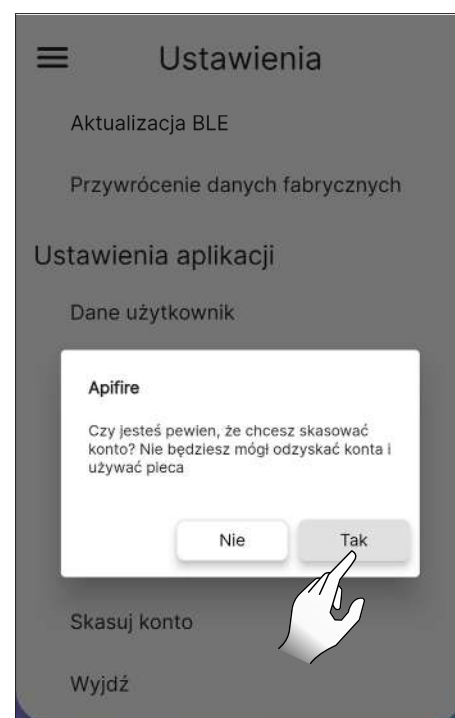 Ustawienia
Aktualizacja BLE
Przywrócenie danych fabrycznych
Ustawienia aplikacji
Dane użytkownik
Apifire
Czy jesteś pewien, że chcesz skasować
konto? Nie będziesz mógł odzyskać konta i
używać pieca
Nie
Tak
Skasuj konto
Wyjdź